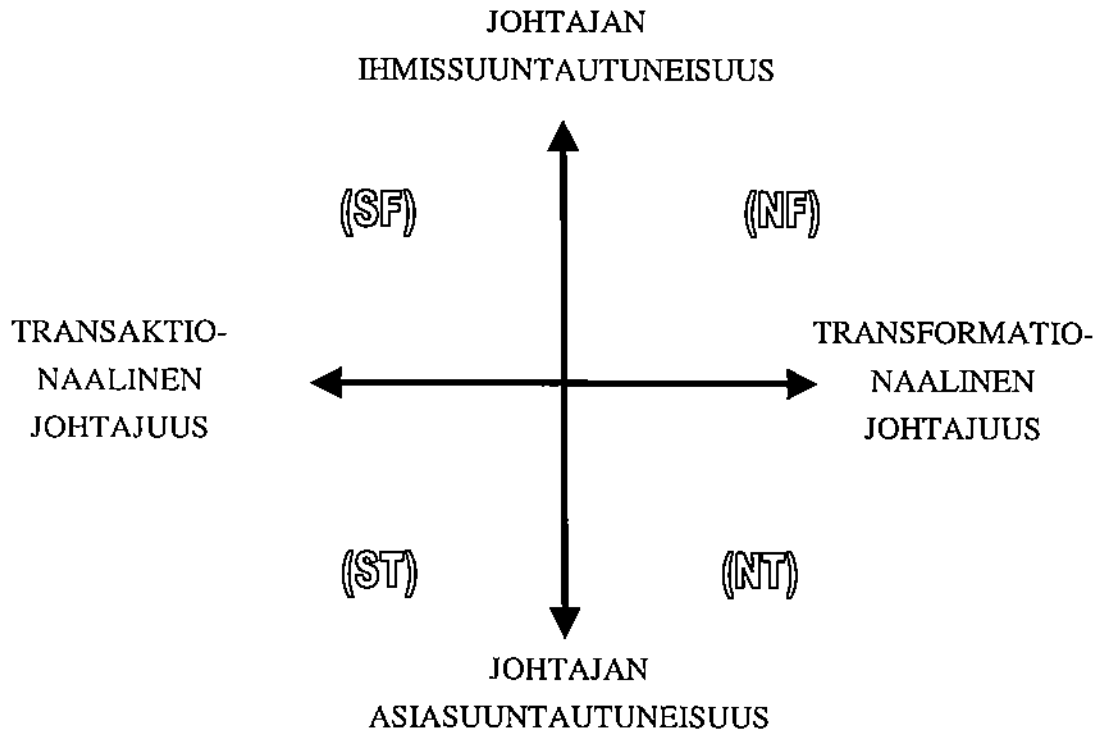 JOHTAJAN
IHMISSUUNTAUTUNEISUUS
(SF)
(NF)
TRANSAKTIO-
NAALINEN
JOHTAJUUS
TRANSFORMATIO-
NAALINEN
JOHTAJUUS
(ST)
(NT)
JOHTAJAN
ASIASUUNTAUTUNEISUUS